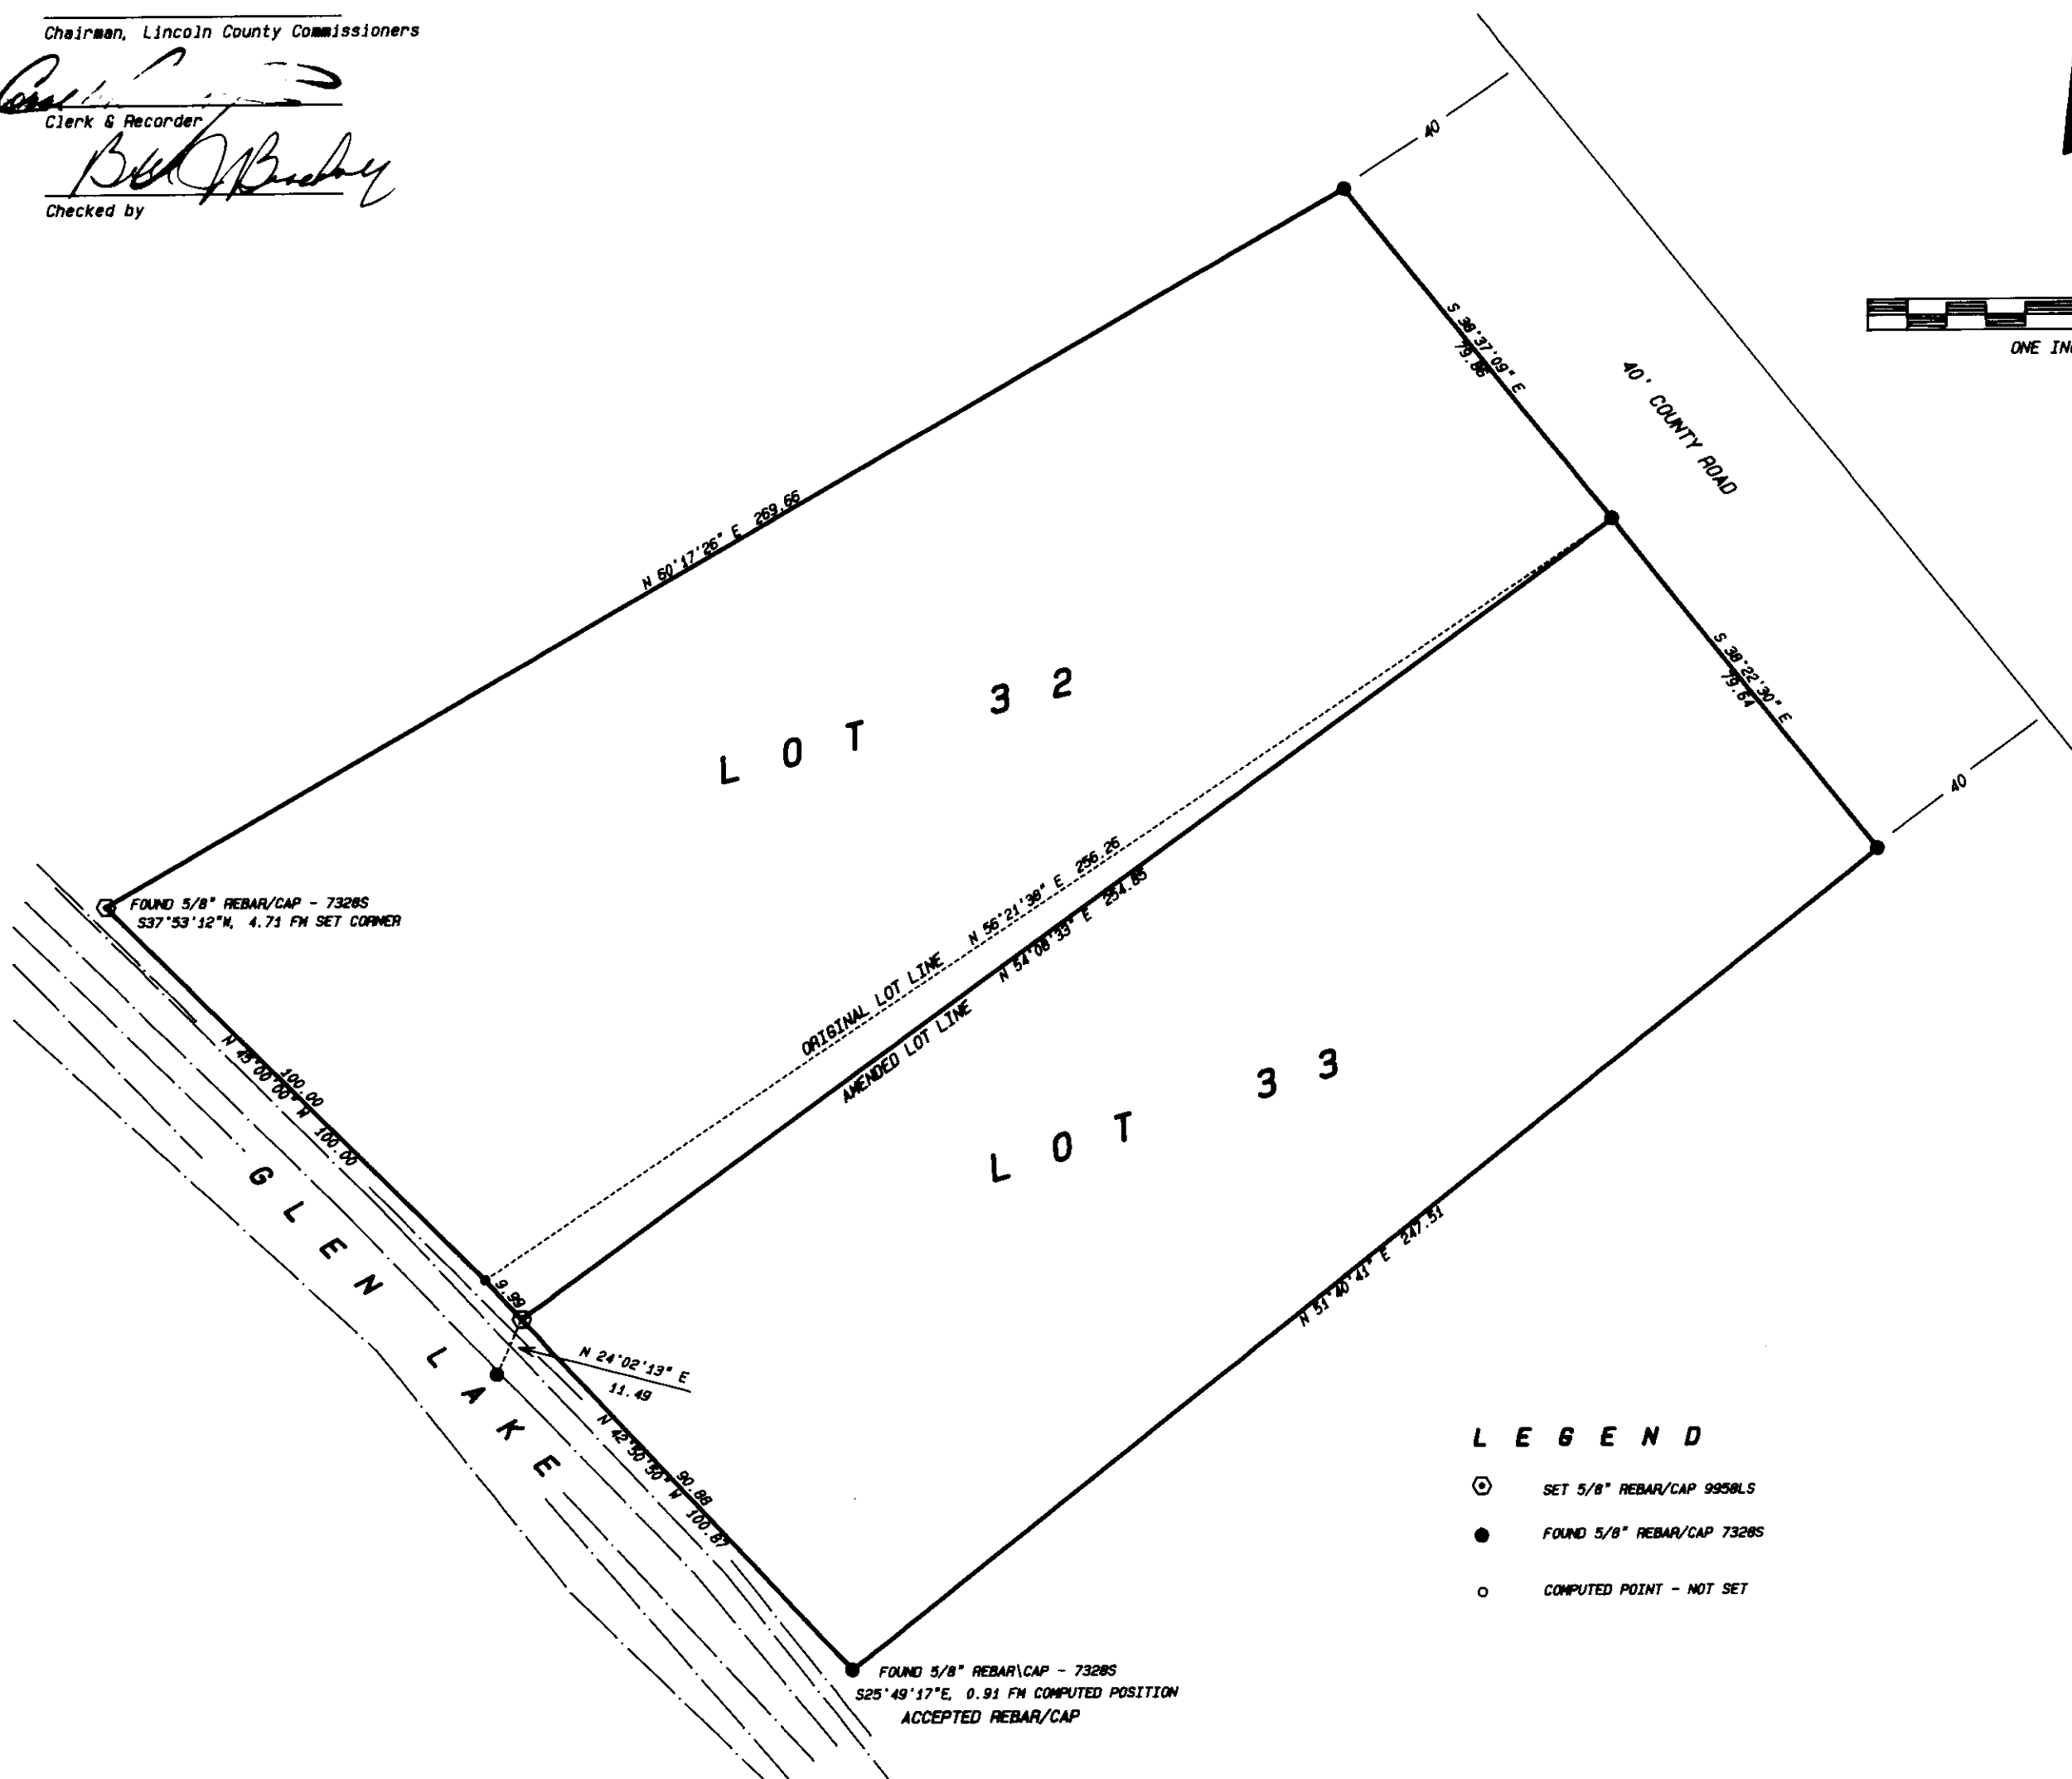 Chairman, Lincoln County Commissioners
Clerk & Recorder
Checked by
40
S 38°37'09" E
79.86
40' COUNTY ROAD
ONE IN
N 60°17'26" E 269.66
LOT 32
S 38°22'30" E
79.64
40
ORIGINAL LOT LINE N 56°21'38" E 256.26
AMENDED LOT LINE N 54°08'33" E 254.85
FOUND 5/8" REBAR/CAP - 7328S
S37°53'12"W, 4.71 FM SET CORNER
100.00
N 45°00'00" W 100.00
LOT 33
GLEN LAKE
9.99
N 24°02'13" E
11.49
N 51°40'41" E 247.51
90.88
N 42°50'50" W 100.87
LEGEND
SET 5/8" REBAR/CAP 9958LS
FOUND 5/8" REBAR/CAP 7328S
COMPUTED POINT - NOT SET
FOUND 5/8" REBAR\CAP - 7328S
S25°49'17"E, 0.91 FM COMPUTED POSITION
ACCEPTED REBAR/CAP